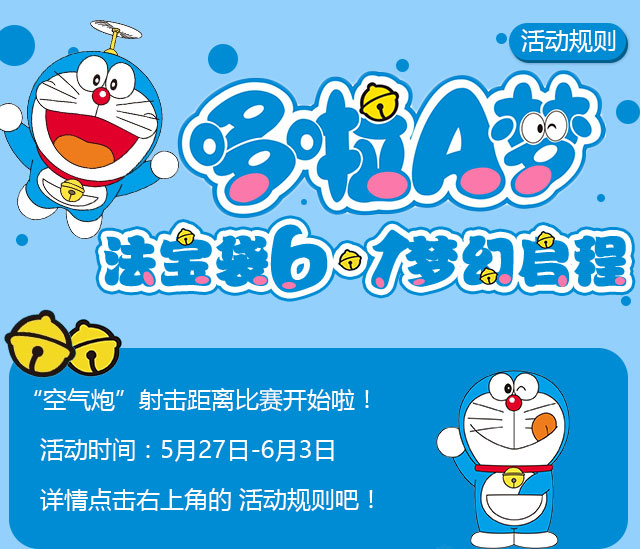 活动规则
哆啦A梦
法宝袋6·1梦幻启程
“空气炮”射击距离比赛开始啦！
活动时间：5月27日-6月3日
详情点击右上角的 活动规则吧！